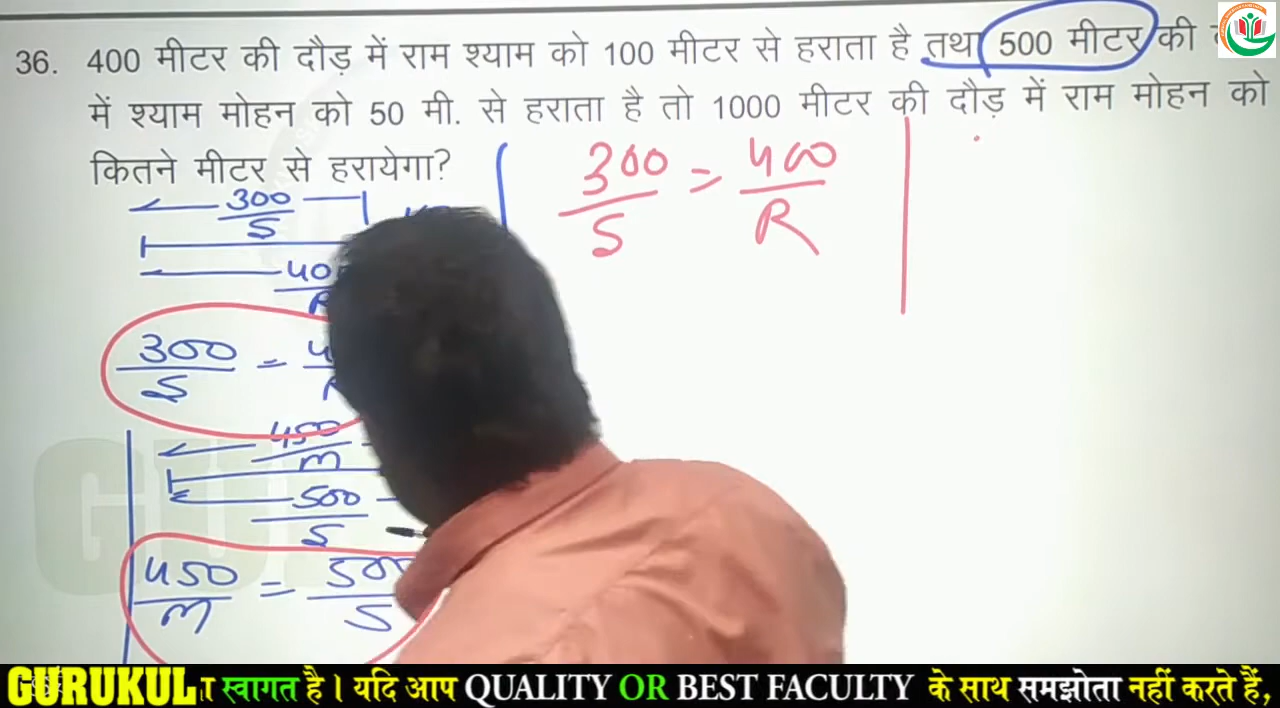 36. 400 मीटर की दौड़ में राम श्याम को 100 मीटर से हराता है तथा 500 मीटर की
में श्याम मोहन को 50 मी. से हराता है तो 1000 मीटर की दौड़ में राम मोहन को
कितने मीटर से हरायेगा?
300/S
300/S = 400/R
300/S =
450/m
500/S
450/m = 500/S
GURUKUL स्वागत है। यदि आप QUALITY OR BEST FACULTY के साथ समझोता नहीं करते हैं,